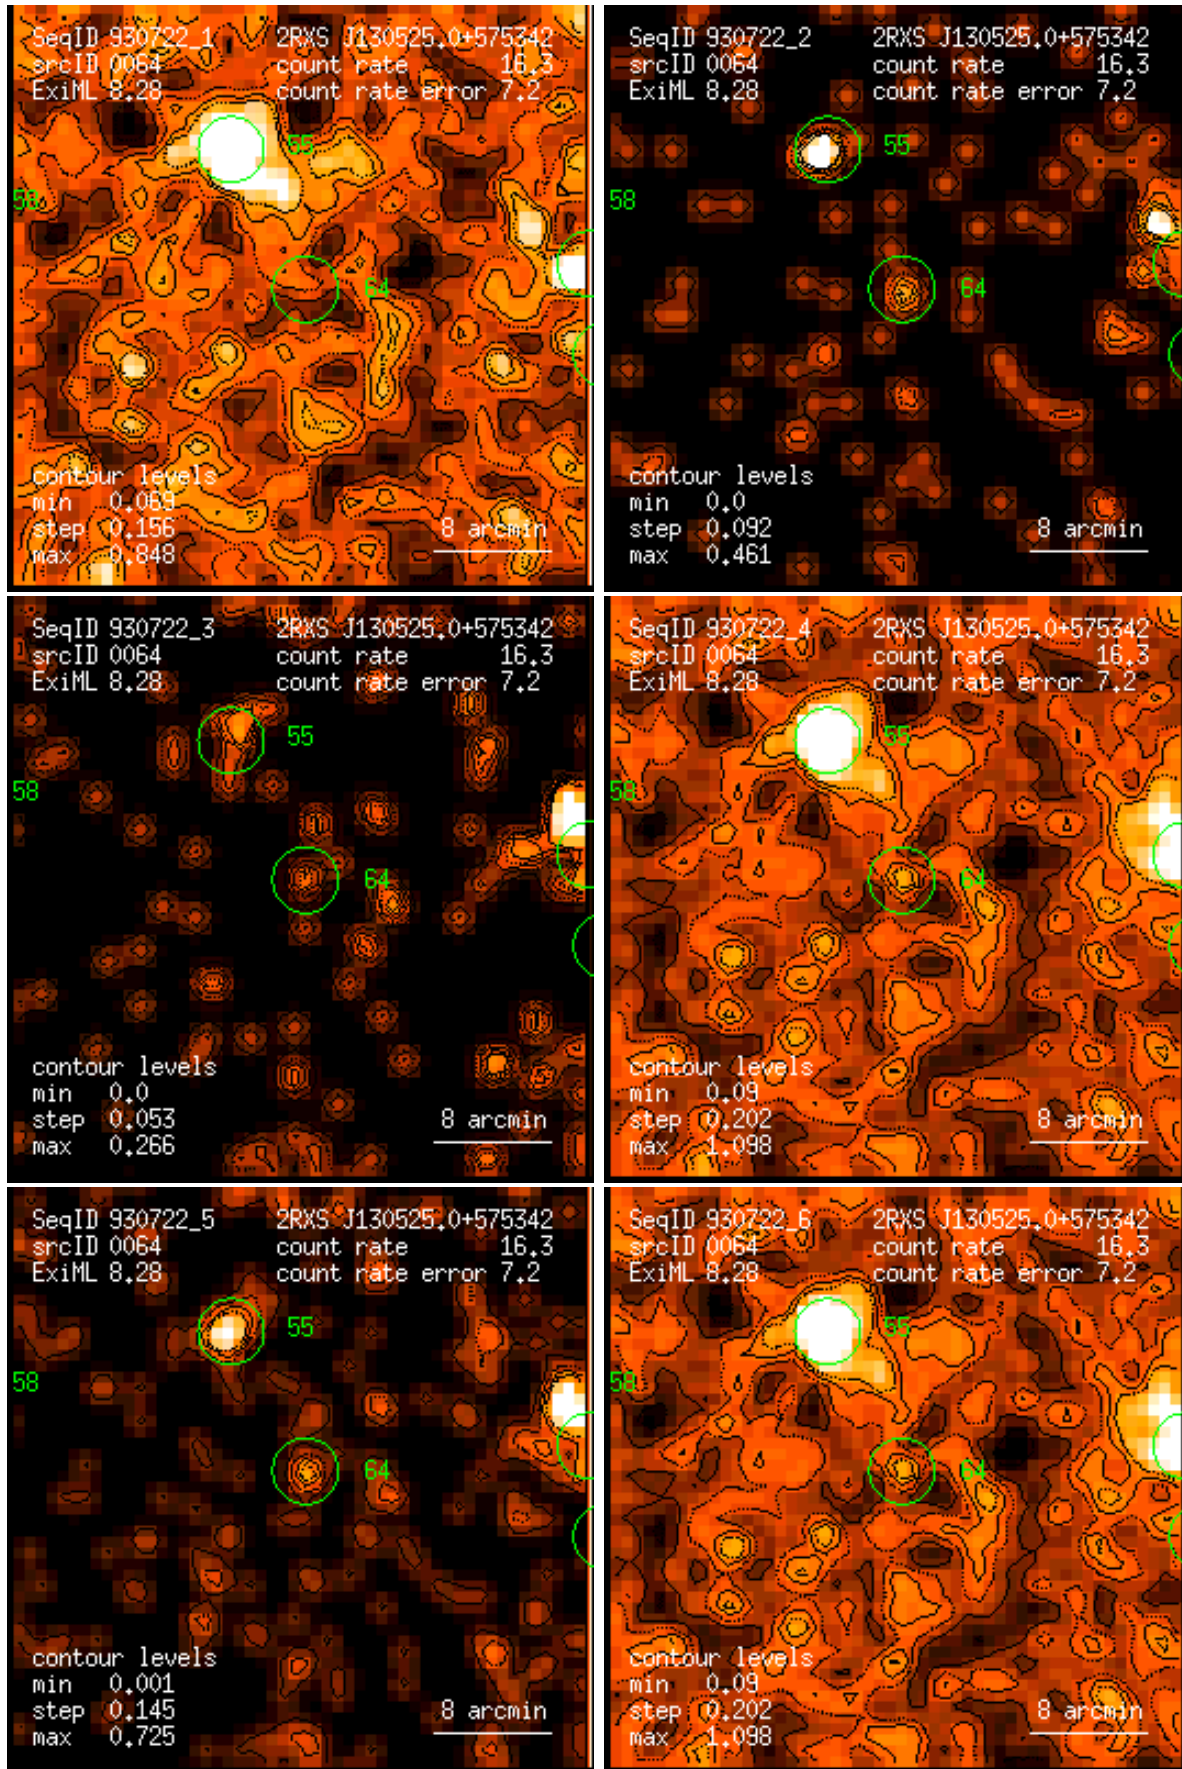 SeqID 930722_1 2RXS J130525.0+575342
srcID 0064 count rate 16.3
ExiML 8.28 count rate error 7.2
55
58
64
contour levels
min 0.069
step 0.156
max 0.848
8 arcmin
SeqID 930722_2 2RXS J130525.0+575342
srcID 0064 count rate 16.3
ExiML 8.28 count rate error 7.2
55
58
64
contour levels
min 0.0
step 0.092
max 0.461
8 arcmin
SeqID 930722_3 2RXS J130525.0+575342
srcID 0064 count rate 16.3
ExiML 8.28 count rate error 7.2
55
58
64
contour levels
min 0.0
step 0.053
max 0.266
8 arcmin
SeqID 930722_4 2RXS J130525.0+575342
srcID 0064 count rate 16.3
ExiML 8.28 count rate error 7.2
55
58
64
contour levels
min 0.09
step 0.202
max 1.098
8 arcmin
SeqID 930722_5 2RXS J130525.0+575342
srcID 0064 count rate 16.3
ExiML 8.28 count rate error 7.2
55
58
64
contour levels
min 0.001
step 0.145
max 0.725
8 arcmin
SeqID 930722_6 2RXS J130525.0+575342
srcID 0064 count rate 16.3
ExiML 8.28 count rate error 7.2
55
58
64
contour levels
min 0.09
step 0.202
max 1.098
8 arcmin